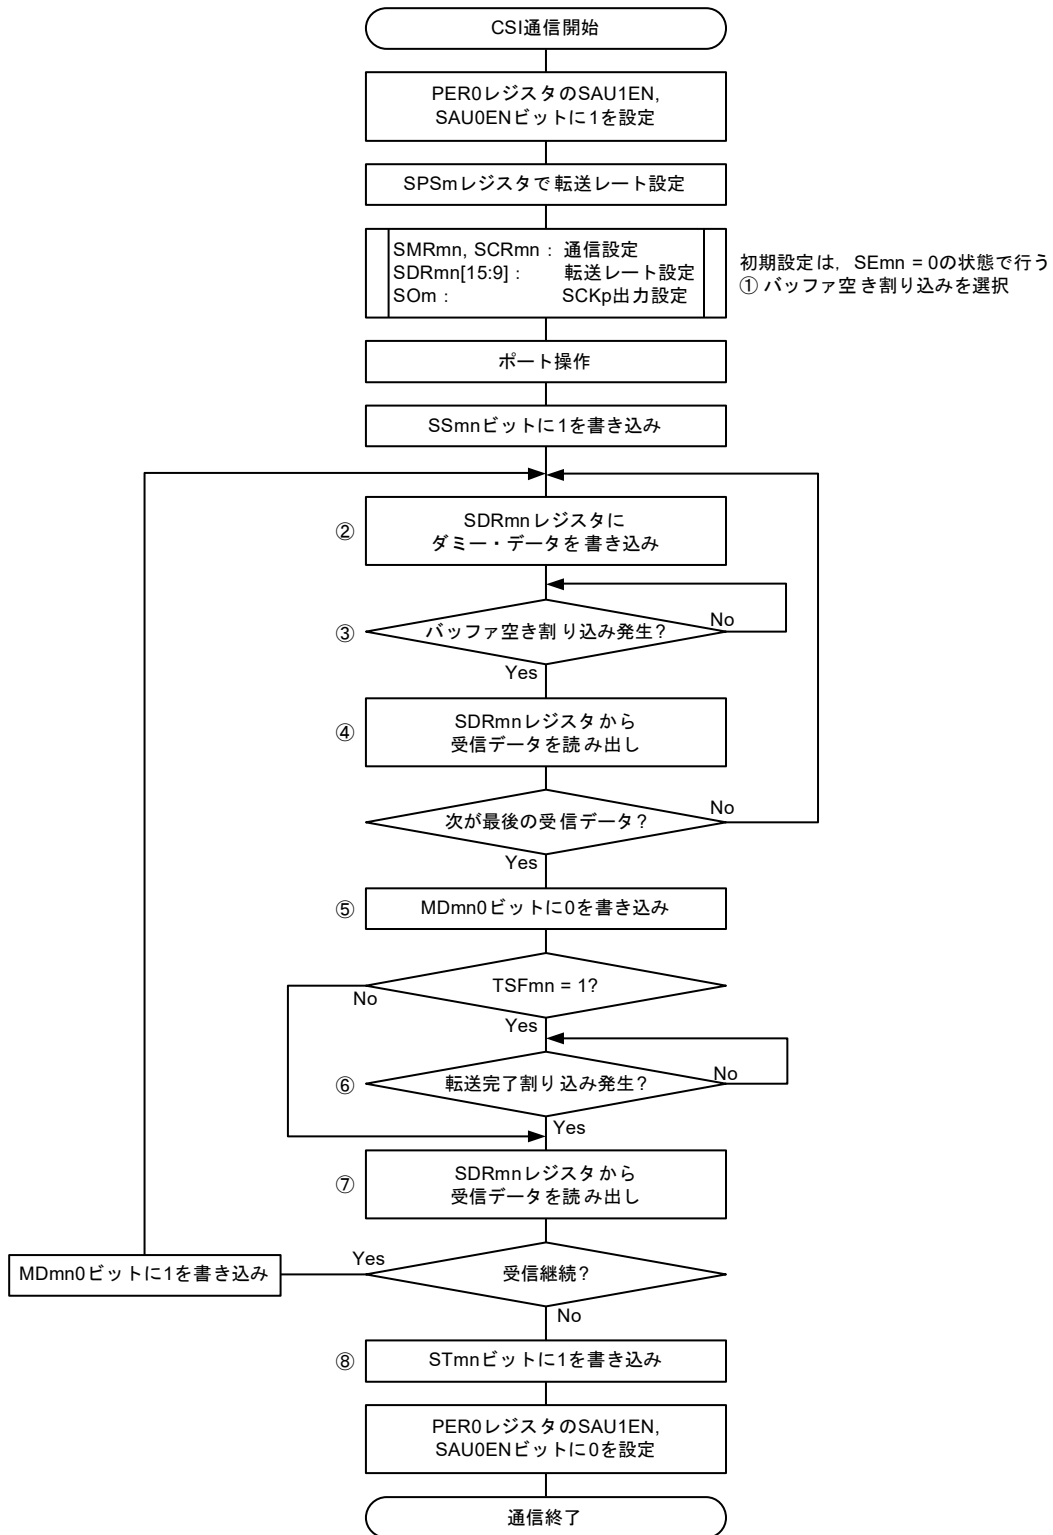 CSI通信開始
PER0レジスタのSAU1EN,
SAU0ENビットに1を設定
SPSmレジスタで転送レート設定
SMRmn, SCRmn : 通信設定
SDRmn[15:9] : 転送レート設定
SOm : SCKp出力設定
初期設定は，SEmn = 0の状態で行う
① バッファ空き割り込みを選択
ポート操作
SSmnビットに1を書き込み
②
SDRmnレジスタに
ダミー・データを書き込み
③
バッファ空き割り込み発生?
No
Yes
④
SDRmnレジスタから
受信データを読み出し
次が最後の受信データ?
No
Yes
⑤
MDmn0ビットに0を書き込み
TSFmn = 1?
No
Yes
⑥
転送完了割り込み発生?
No
Yes
⑦
SDRmnレジスタから
受信データを読み出し
MDmn0ビットに1を書き込み
Yes
受信継続?
No
⑧
STmnビットに1を書き込み
PER0レジスタのSAU1EN,
SAU0ENビットに0を設定
通信終了